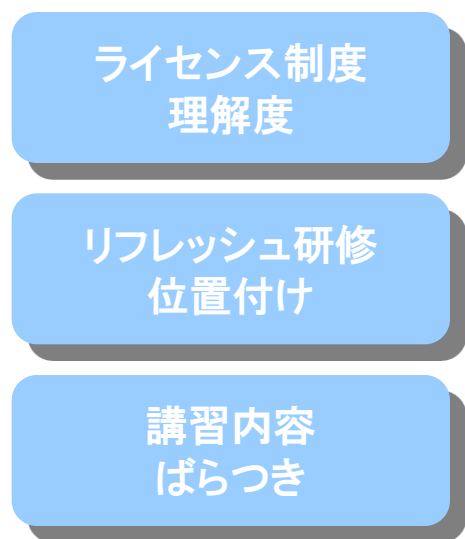 ライセンス制度
理解度
リフレッシュ研修
位置付け
講習内容
ばらつき